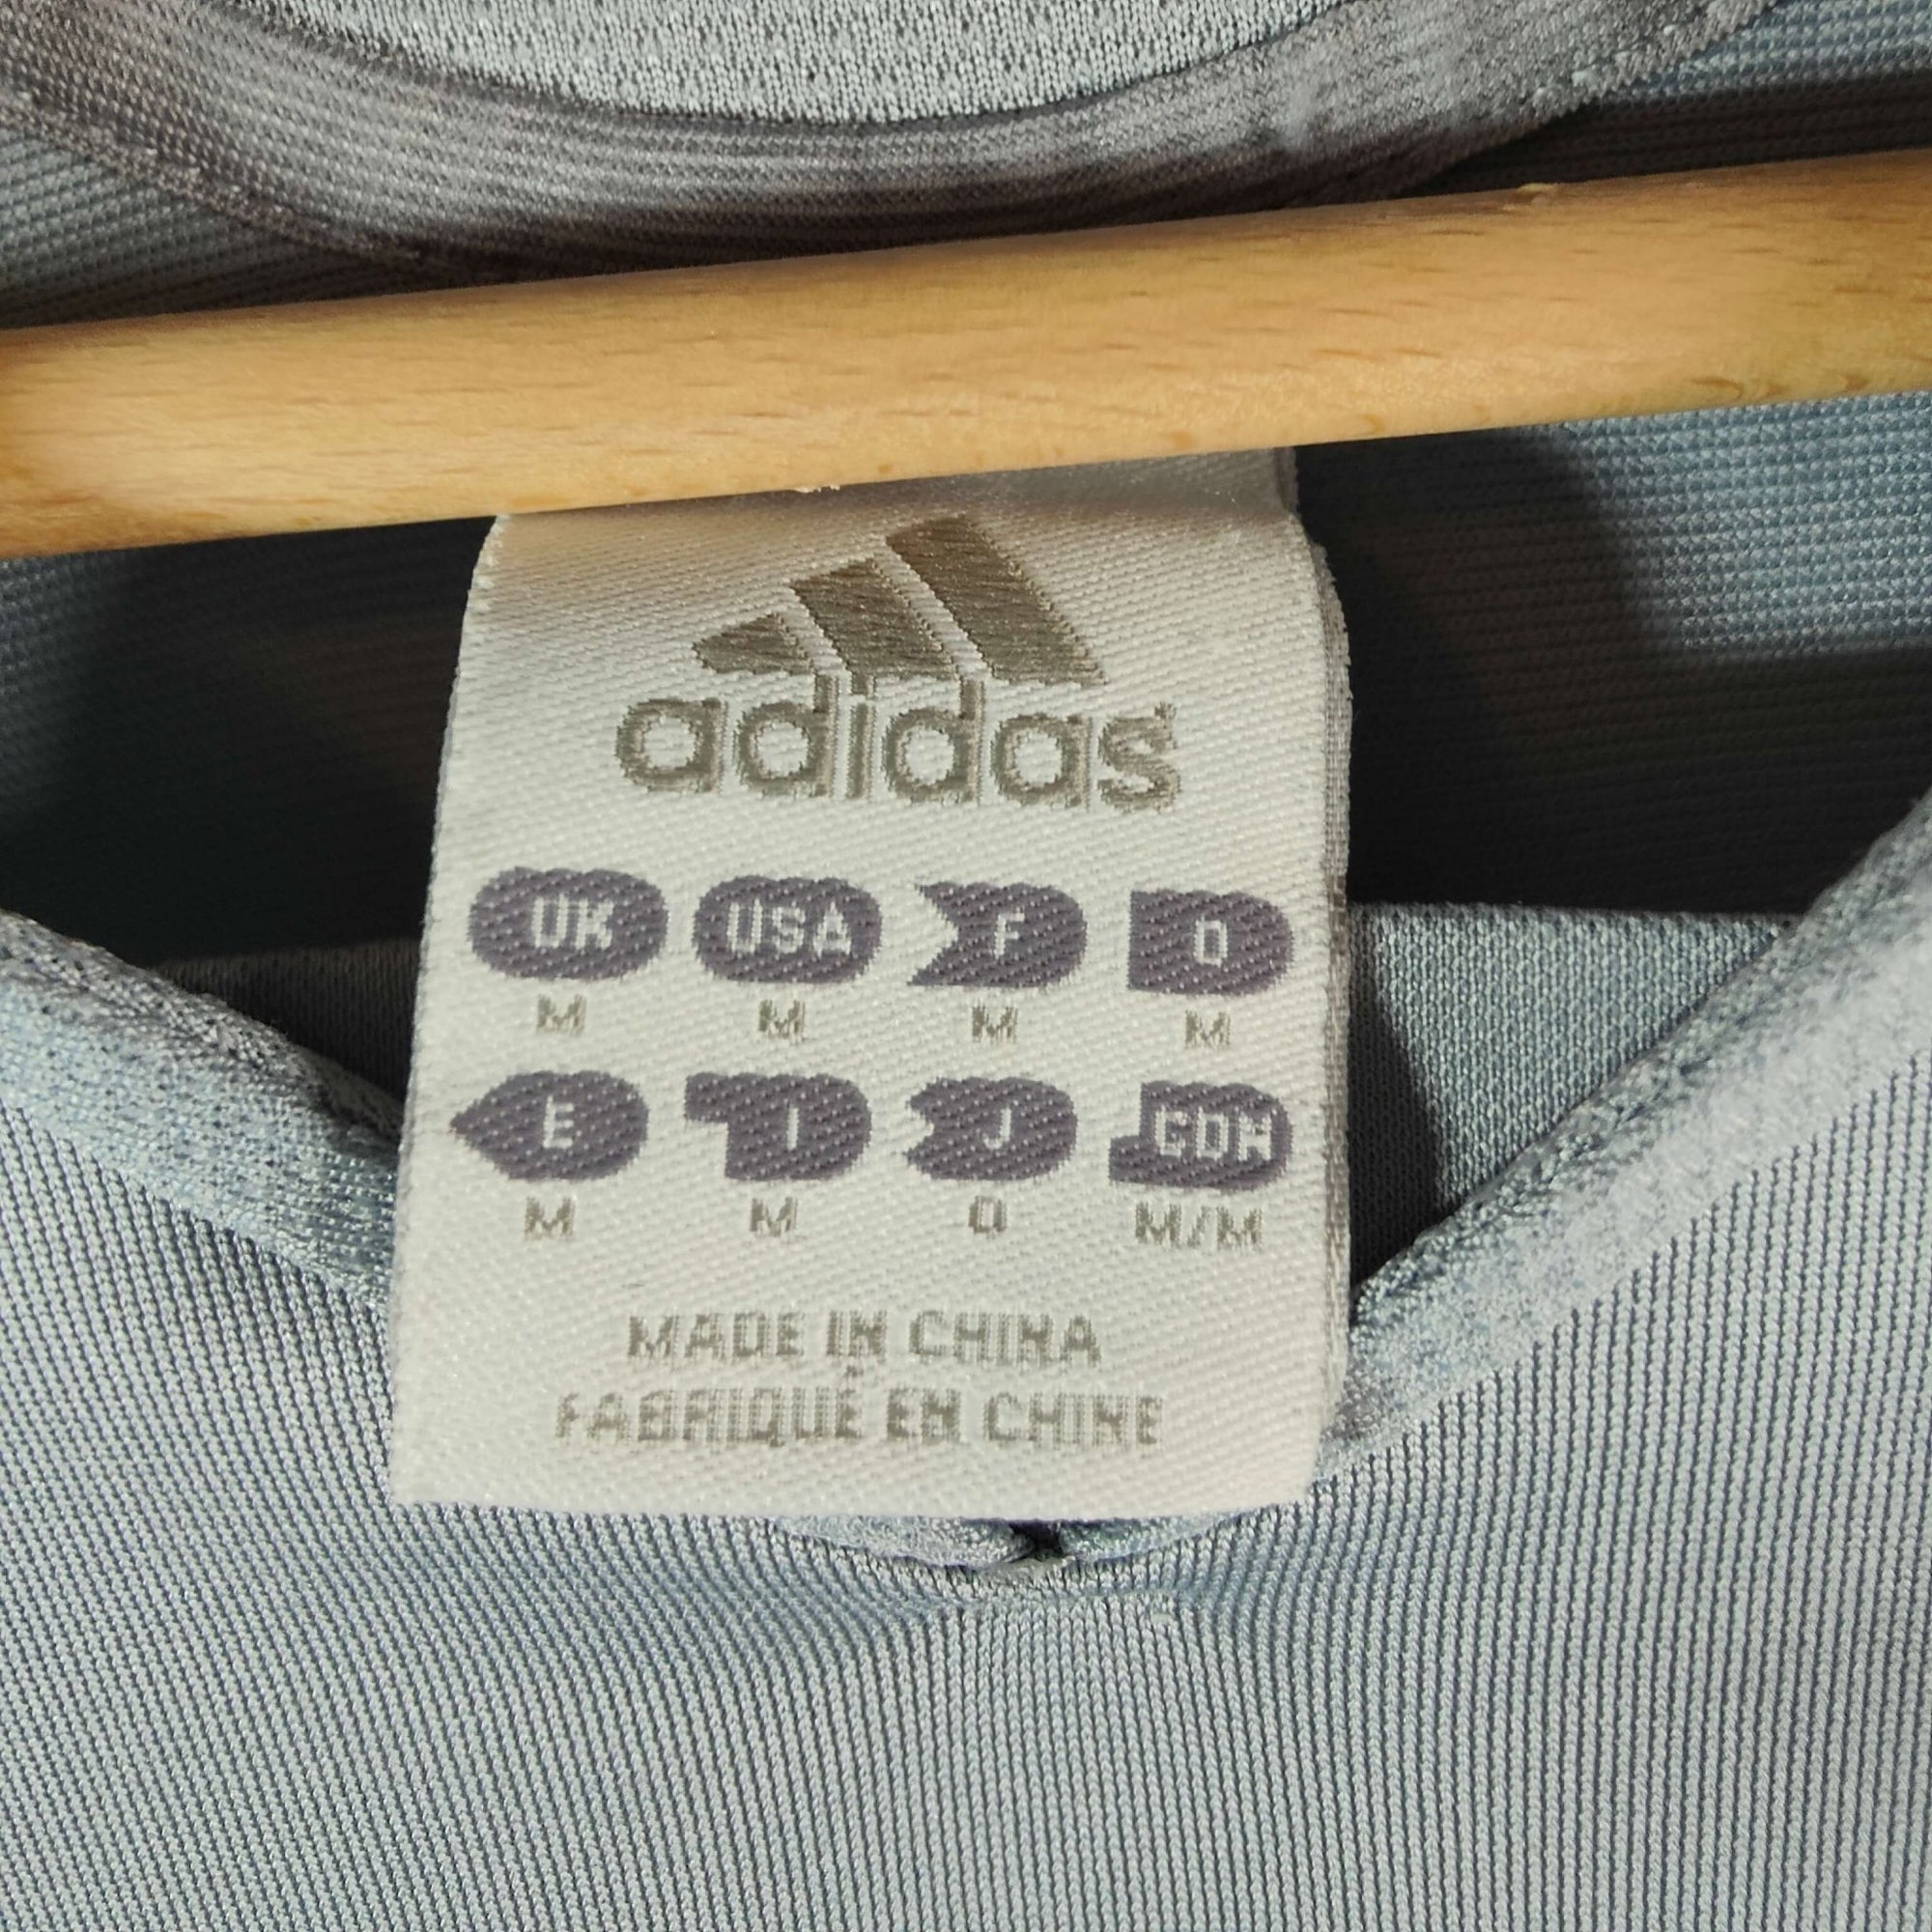 adidas
UK USA F D
M M M M
E I J CDN
M M O M/M
MADE IN CHINA
FABRIQUÉ EN CHINE